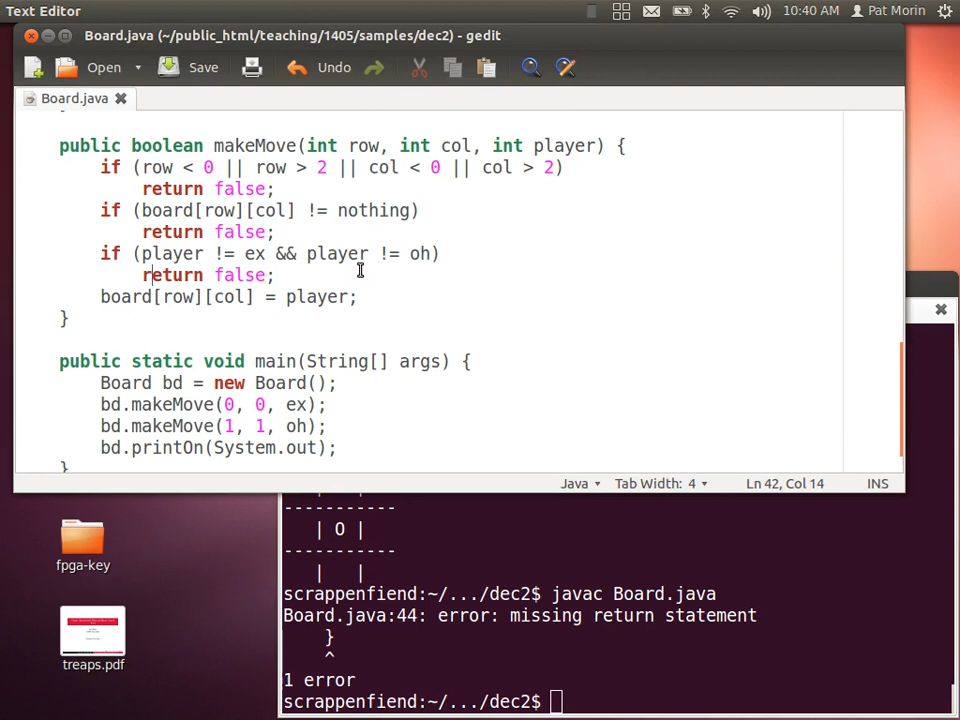 Text Editor 10:40 AM Pat Morin
Board.java (~/public_html/teaching/1405/samples/dec2) - gedit
Open Save Undo
Board.java
}
public boolean makeMove(int row, int col, int player) {
if (row < 0 || row > 2 || col < 0 || col > 2)
return false;
if (board[row][col] != nothing)
return false;
if (player != ex && player != oh)
return false;
board[row][col] = player;
}
public static void main(String[] args) {
Board bd = new Board();
bd.makeMove(0, 0, ex);
bd.makeMove(1, 1, oh);
bd.printOn(System.out);
}
Java Tab Width: 4 Ln 42, Col 14 INS
-----------
| O |
-----------
| |
scrappenfiend:~/.../dec2$ javac Board.java
Board.java:44: error: missing return statement
}
^
1 error
scrappenfiend:~/.../dec2$
fpga-key
treaps.pdf